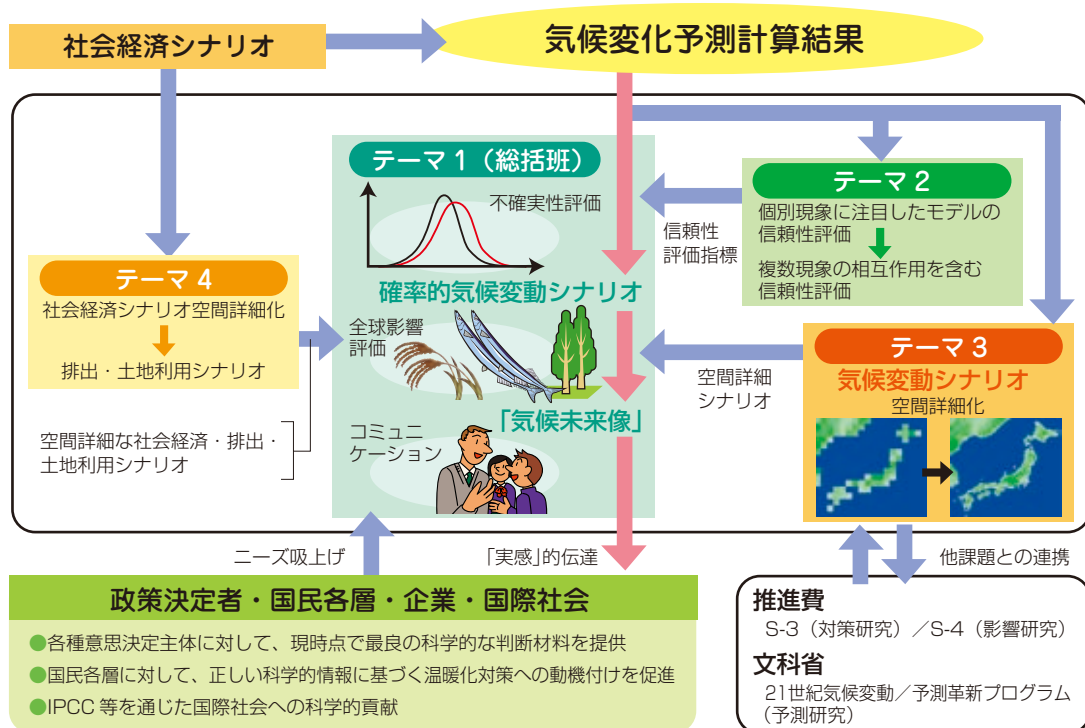 社会経済シナリオ
気候変化予測計算結果
テーマ1（総括班）
不確実性評価
確率的気候変動シナリオ
全球影響
評価
「気候未来像」
コミュニ
ケーション
テーマ2
個別現象に注目したモデルの
信頼性評価
複数現象の相互作用を含む
信頼性評価
信頼性
評価指標
テーマ4
社会経済シナリオ空間詳細化
排出・土地利用シナリオ
空間詳細な社会経済・排出・
土地利用シナリオ
テーマ3
気候変動シナリオ
空間詳細化
空間詳細
シナリオ
ニーズ吸上げ
「実感」的伝達
他課題との連携
政策決定者・国民各層・企業・国際社会
●各種意思決定主体に対して、現時点で最良の科学的な判断材料を提供
●国民各層に対して、正しい科学的情報に基づく温暖化対策への動機付けを促進
●IPCC 等を通じた国際社会への科学的貢献
推進費
S-3（対策研究）／S-4（影響研究）
文科省
21世紀気候変動／予測革新プログラム
（予測研究）